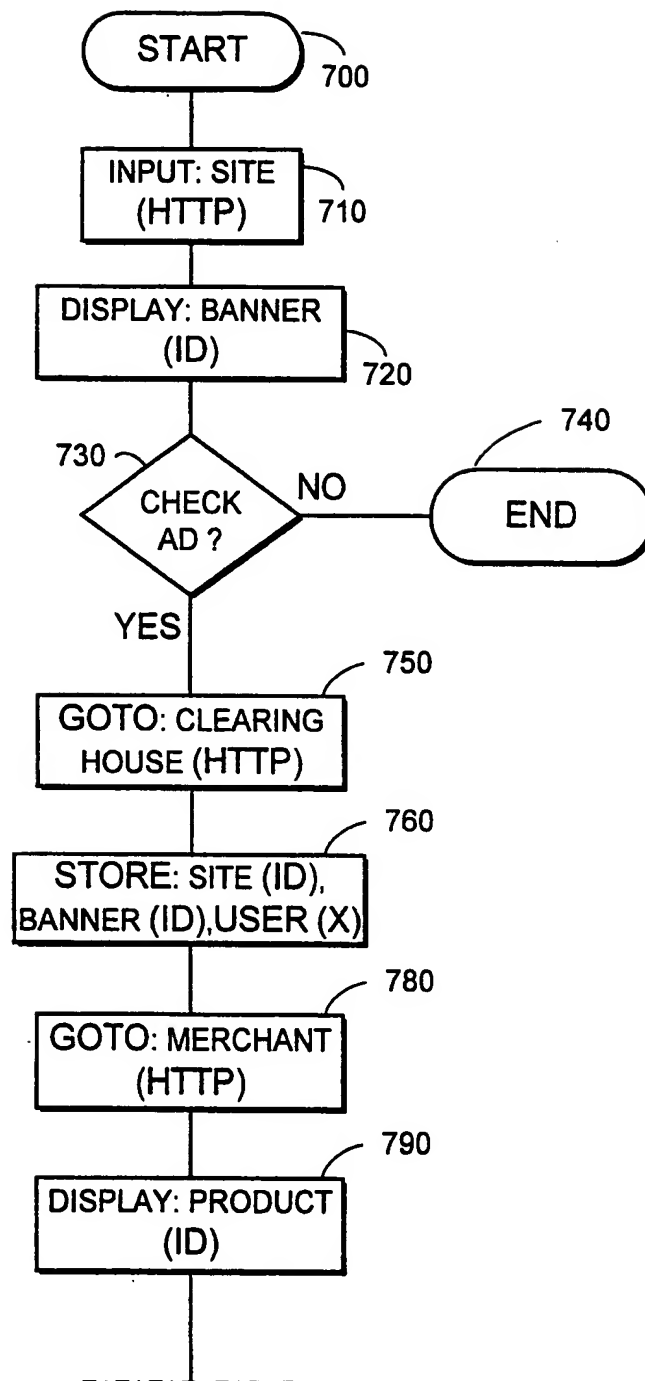 START
700
INPUT: SITE
(HTTP)
710
DISPLAY: BANNER
(ID)
720
730
CHECK
AD ?
NO
740
END
YES
750
GOTO: CLEARING
HOUSE (HTTP)
760
STORE: SITE (ID),
BANNER (ID),USER (X)
780
GOTO: MERCHANT
(HTTP)
790
DISPLAY: PRODUCT
(ID)